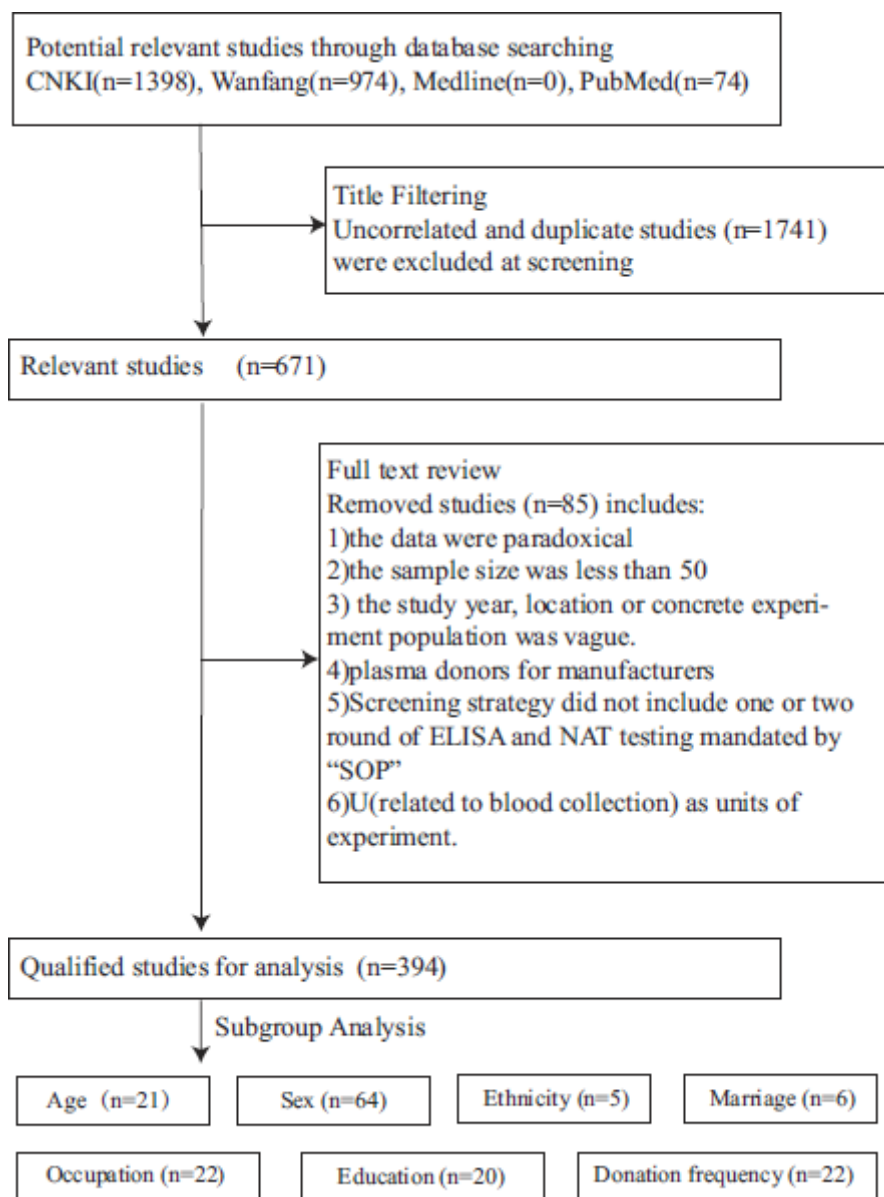 Potential relevant studies through database searching
CNKI(n=1398), Wanfang(n=974), Medline(n=0), PubMed(n=74)
Title Filtering
Uncorrelated and duplicate studies (n=1741)
were excluded at screening
Relevant studies (n=671)
Full text review
Removed studies (n=85) includes:
1)the data were paradoxical
2)the sample size was less than 50
3) the study year, location or concrete experi-
ment population was vague.
4)plasma donors for manufacturers
5)Screening strategy did not include one or two
round of ELISA and NAT testing mandated by
“SOP”
6)U(related to blood collection) as units of
experiment.
Qualified studies for analysis (n=394)
Subgroup Analysis
Age (n=21)
Sex (n=64)
Ethnicity (n=5)
Marriage (n=6)
Occupation (n=22)
Education (n=20)
Donation frequency (n=22)